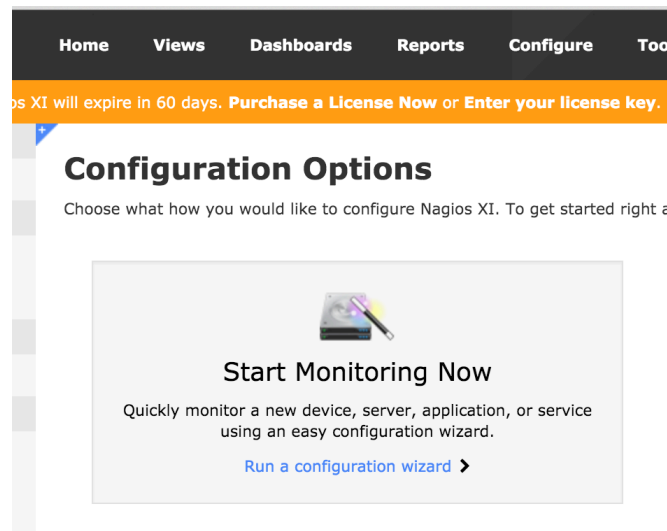 Home Views Dashboards Reports Configure
XI will expire in 60 days. Purchase a License Now or Enter your license key.
Configuration Options
Choose what how you would like to configure Nagios XI. To get started right
Start Monitoring Now
Quickly monitor a new device, server, application, or service
using an easy configuration wizard.
Run a configuration wizard